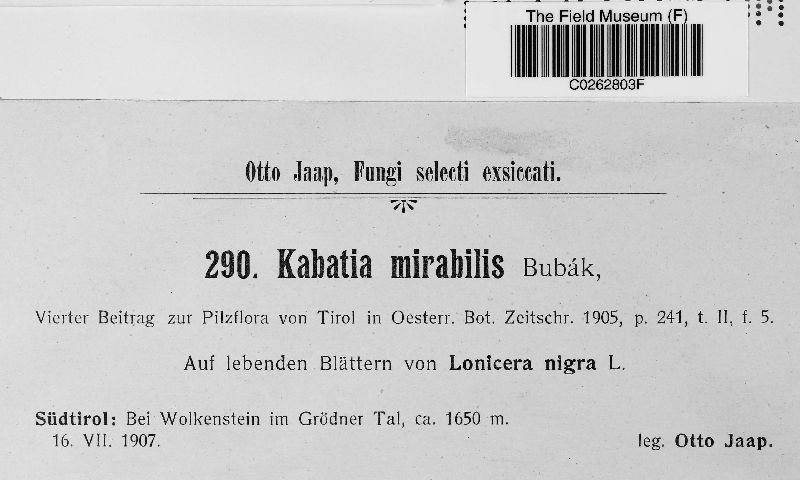 The Field Museum (F)
C0262803F
Otto Jaap, Fungi selecti exsiccati.
290. Kabatia mirabilis Bubák,
Vierter Beitrag zur Pilzflora von Tirol in Oesterr. Bot. Zeitschr. 1905, p. 241, t. II, f. 5.
Auf lebenden Blättern von Lonicera nigra L.
Südtirol: Bei Wolkenstein im Grödner Tal, ca. 1650 m.
16. VII. 1907. leg. Otto Jaap.